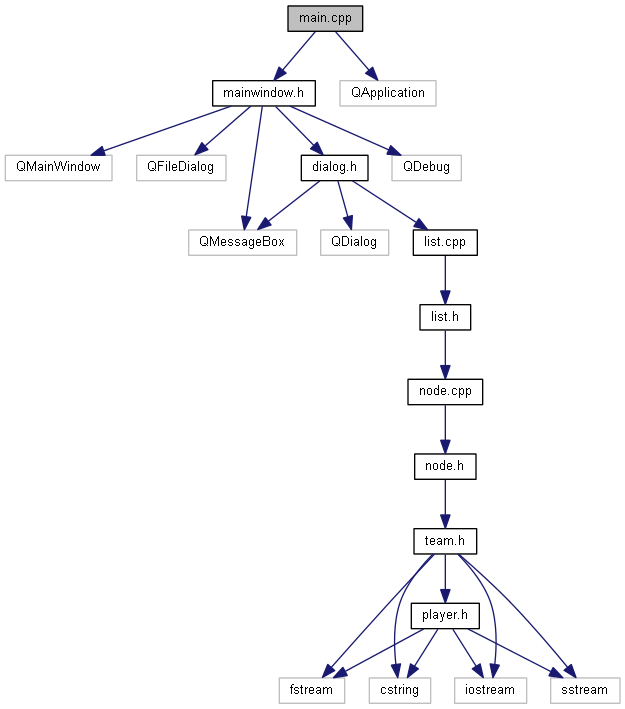 main.cpp
mainwindow.h
QApplication
QMainWindow
QFileDialog
dialog.h
QDebug
QMessageBox
QDialog
list.cpp
list.h
node.cpp
node.h
team.h
player.h
fstream
cstring
iostream
sstream